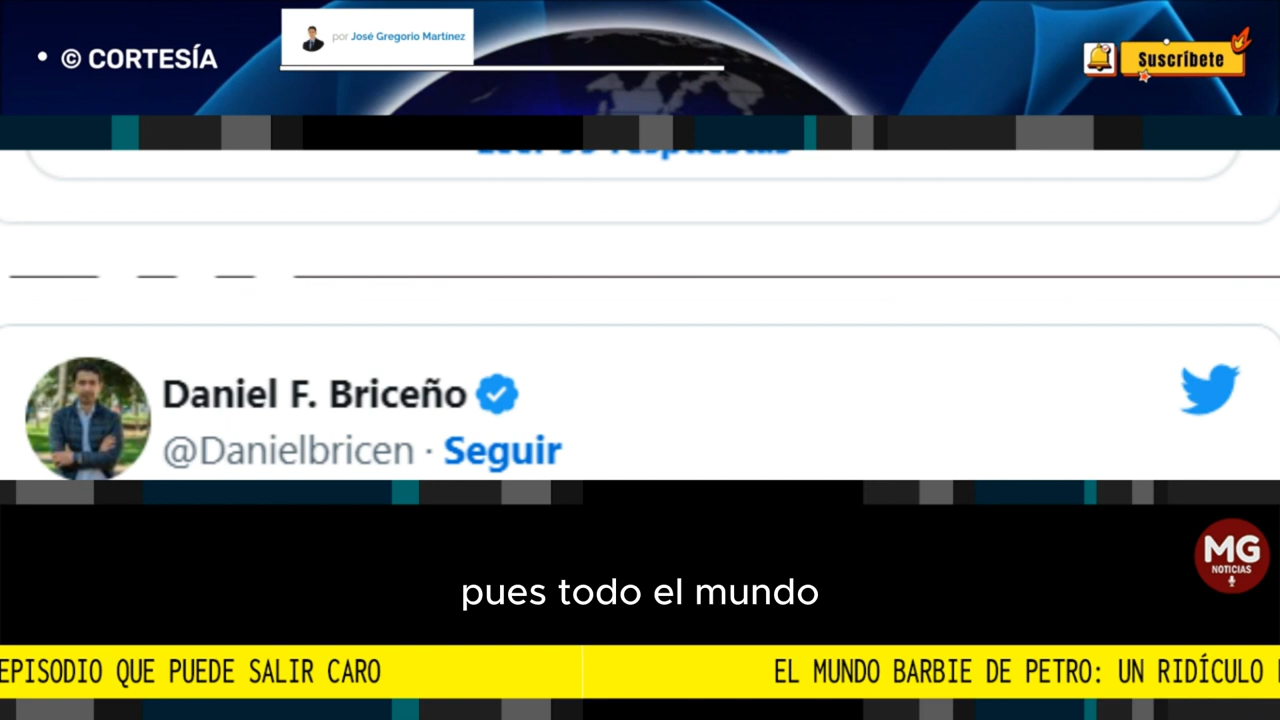 • © CORTESÍA
por José Gregorio Martínez
Suscríbete
Daniel F. Briceño
@Danielbricen · Seguir
MG
NOTICIAS
pues todo el mundo
EPISODIO QUE PUEDE SALIR CARO
EL MUNDO BARBIE DE PETRO: UN RIDÍCULO